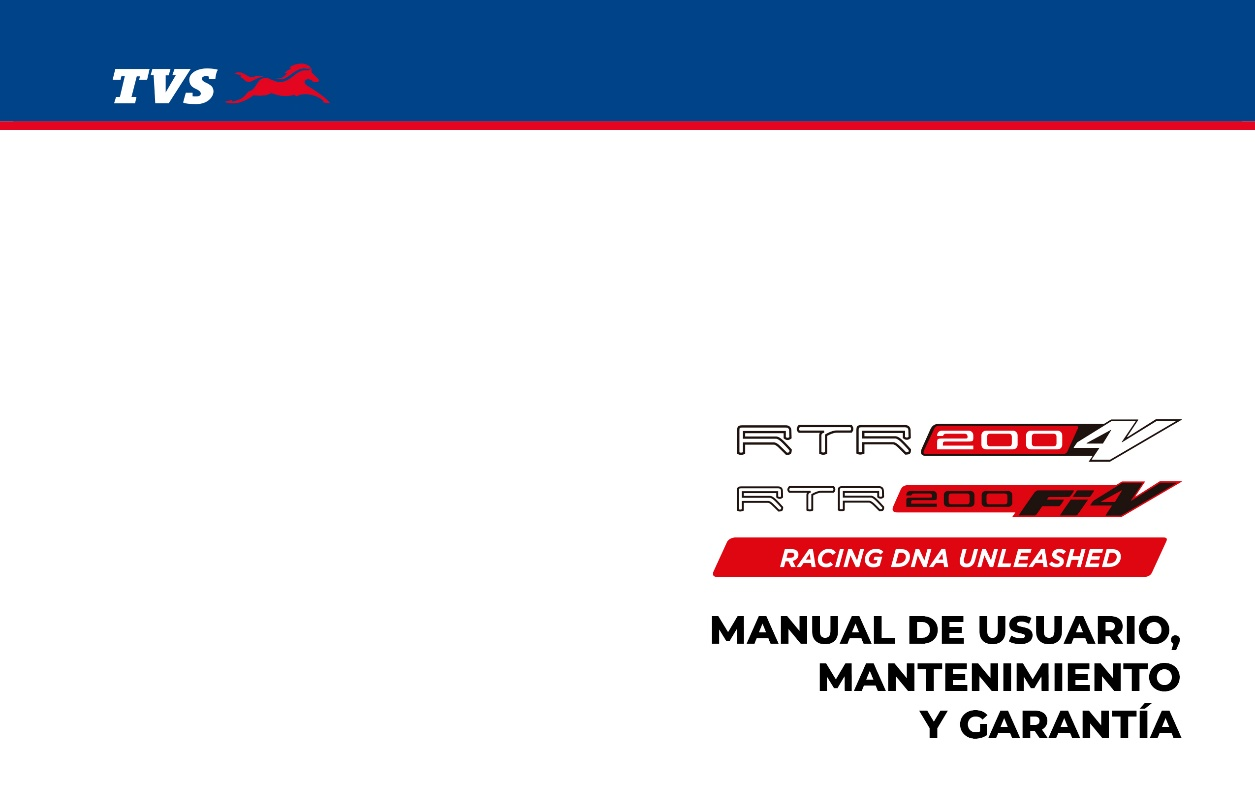 TVS
RTR 200 4V
RTR 200 Fi4V
RACING DNA UNLEASHED
MANUAL DE USUARIO,
MANTENIMIENTO
Y GARANTÍA